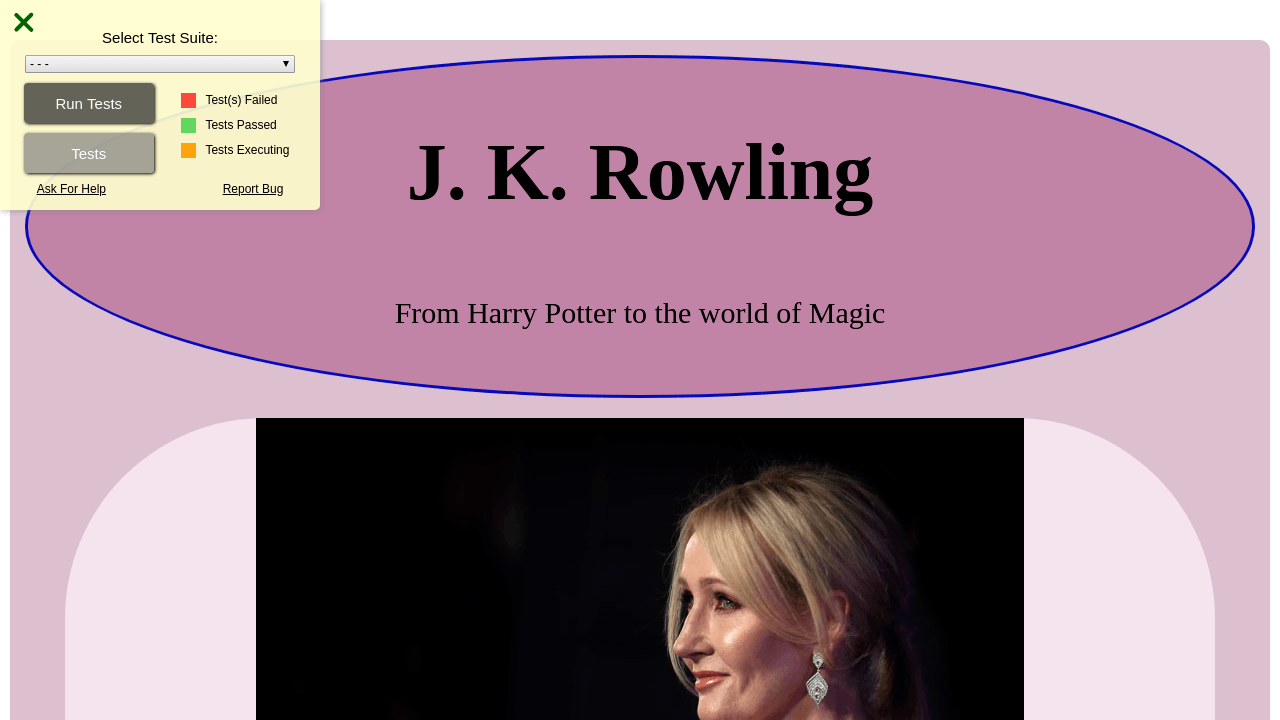 Select Test Suite:
- - -
Run Tests
Tests
Test(s) Failed
Tests Passed
Tests Executing
Ask For Help
Report Bug
J. K. Rowling
From Harry Potter to the world of Magic